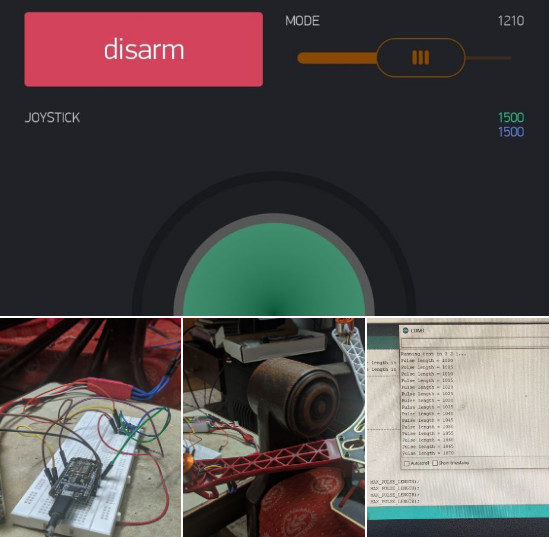 disarm
MODE
1210
JOYSTICK
1500
1500
COM3
Running test in 3 2 1...
Pulse length = 1000
Pulse length = 1005
Pulse length = 1010
Pulse length = 1015
Pulse length = 1020
Pulse length = 1025
Pulse length = 1030
Pulse length = 1035
Pulse length = 1040
Pulse length = 1045
Pulse length = 1050
Pulse length = 1055
Pulse length = 1060
Pulse length = 1065
Pulse length = 1070
Autoscroll
Show timestamp
MAX_PULSE_LENGTH);
MAX_PULSE_LENGTH);
MAX_PULSE_LENGTH);
MAX_PULSE_LENGTH);